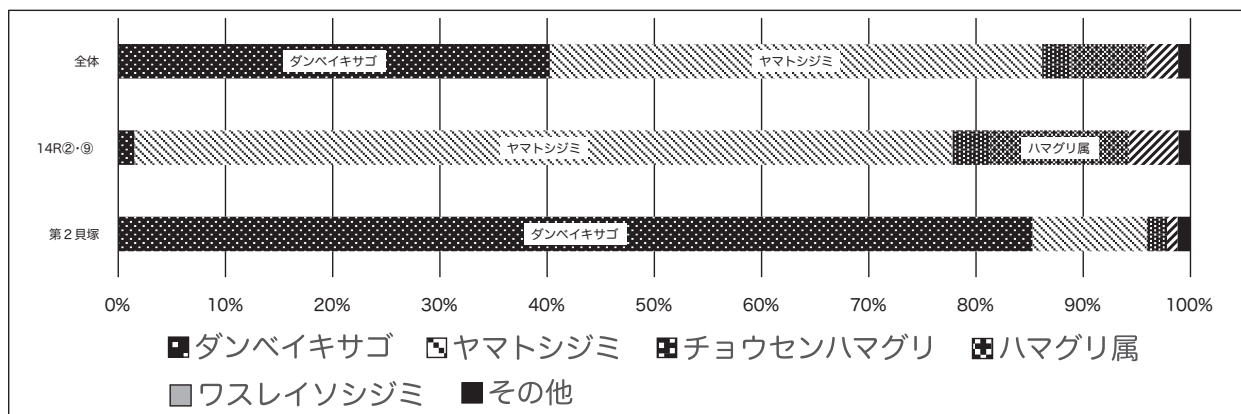 全体
ダンベイキサゴ
ヤマトシジミ
14R②・⑨
ヤマトシジミ
ハマグリ属
第2貝塚
ダンベイキサゴ
0% 10% 20% 30% 40% 50% 60% 70% 80% 90% 100%
ダンベイキサゴ ヤマトシジミ チョウセンハマグリ ハマグリ属
ワスレイソシジミ その他